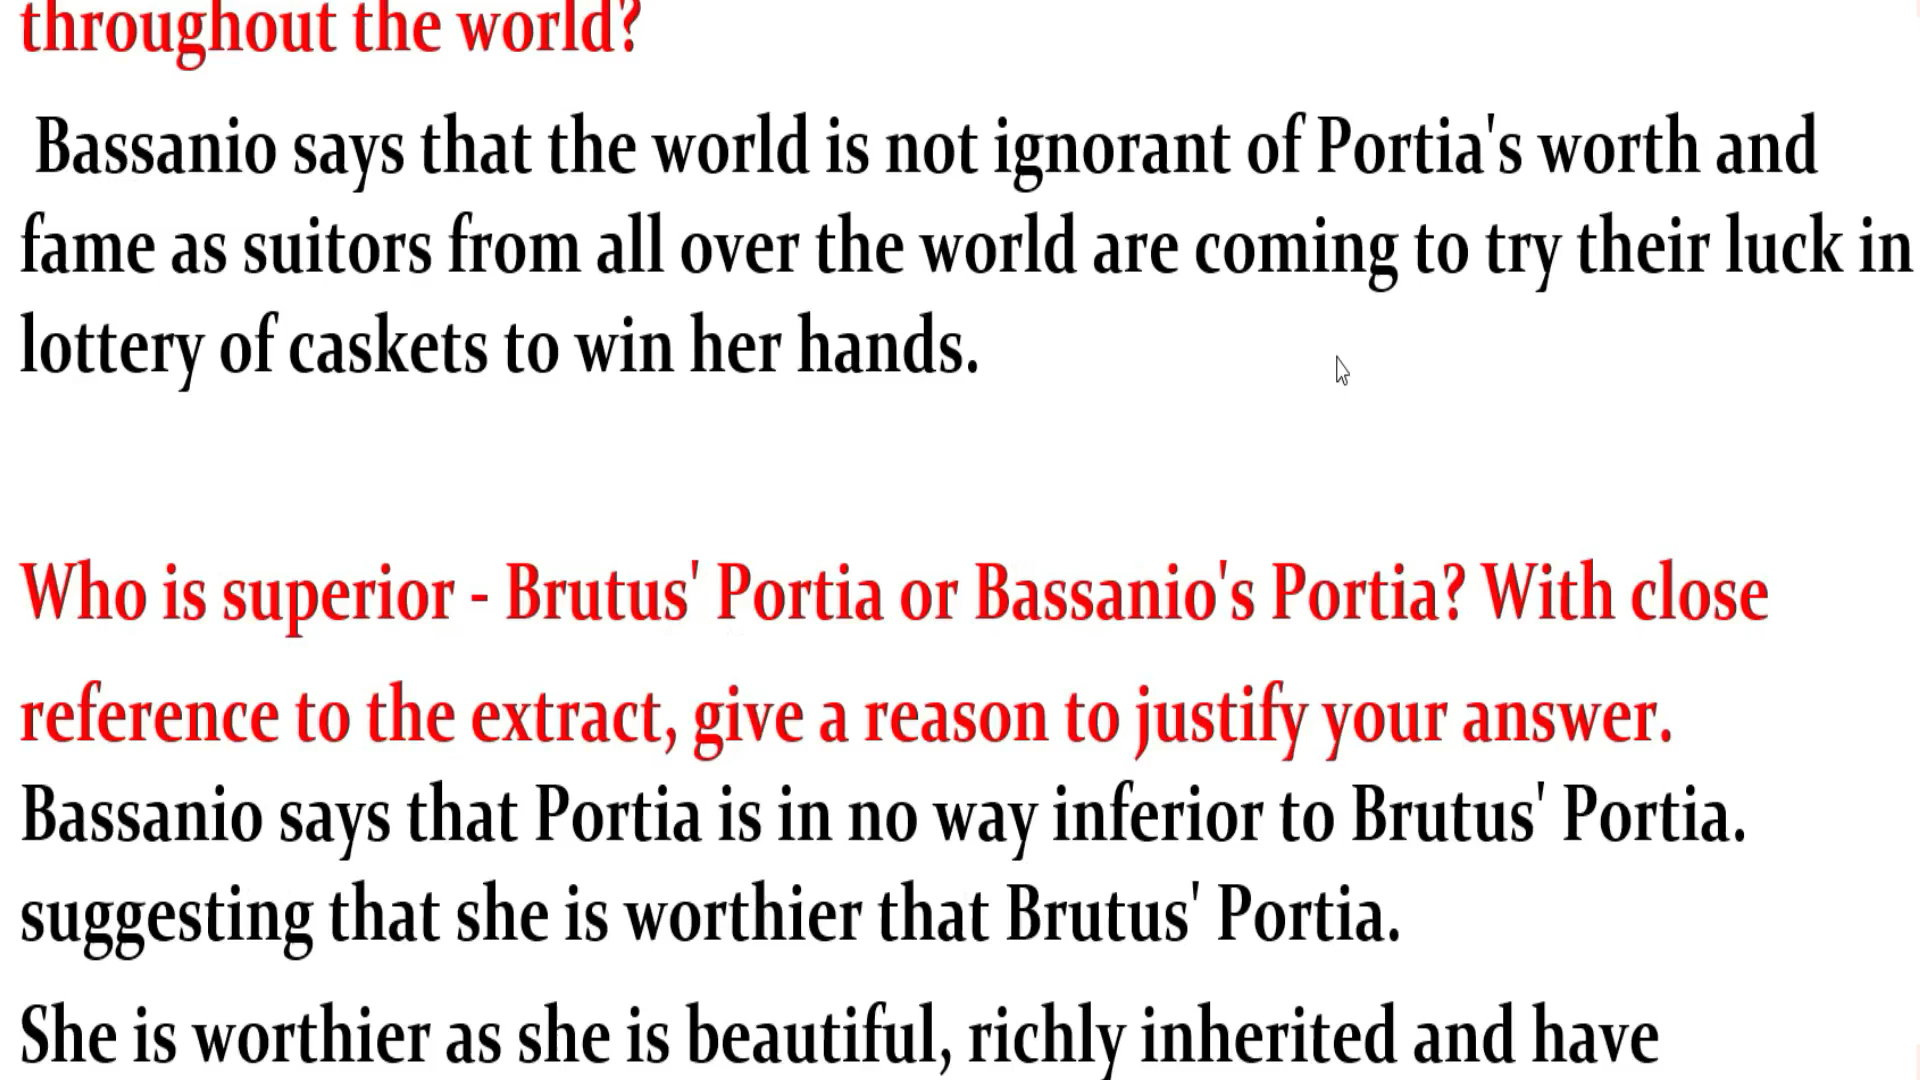 throughout the world?
Bassanio says that the world is not ignorant of Portia's worth and
fame as suitors from all over the world are coming to try their luck in
lottery of caskets to win her hands.
Who is superior - Brutus' Portia or Bassanio's Portia? With close
reference to the extract, give a reason to justify your answer.
Bassanio says that Portia is in no way inferior to Brutus' Portia.
suggesting that she is worthier that Brutus' Portia.
She is worthier as she is beautiful, richly inherited and have